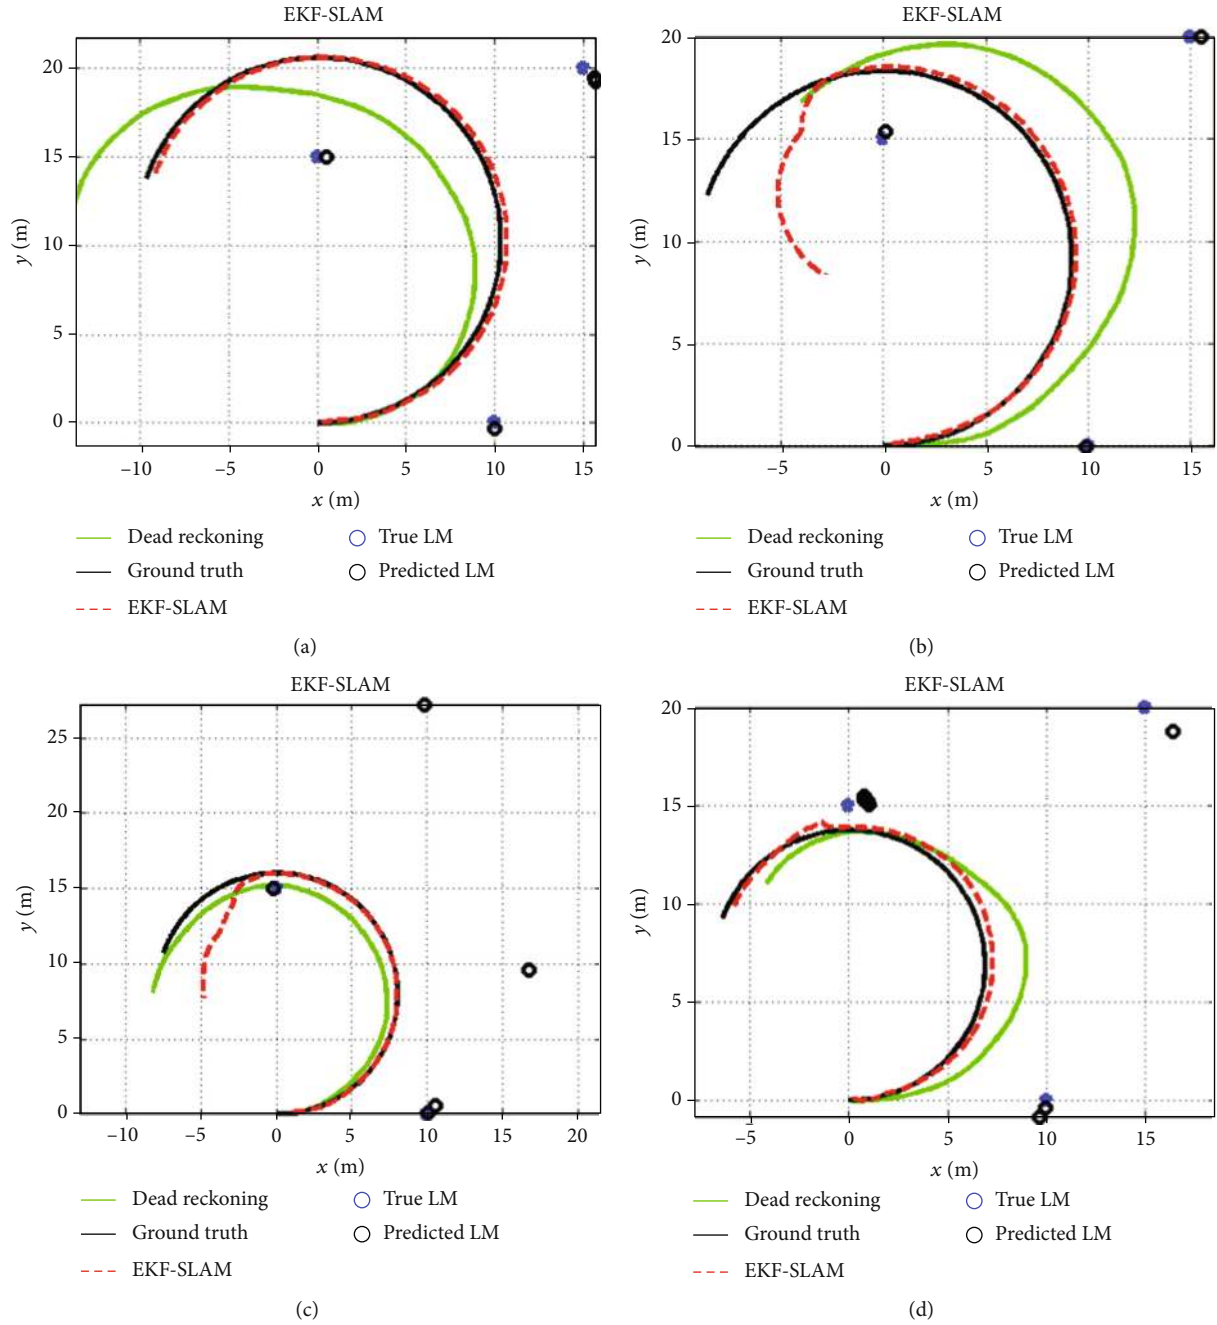 EKF-SLAM
20
15
10
5
0
y (m)
−10 −5 0 5 10 15
x (m)
Dead reckoning True LM
Ground truth Predicted LM
EKF-SLAM
(a)
EKF-SLAM
20
15
10
5
0
y (m)
−5 0 5 10 15
x (m)
Dead reckoning True LM
Ground truth Predicted LM
EKF-SLAM
(b)
EKF-SLAM
25
20
15
10
5
0
y (m)
−10 −5 0 5 10 15 20
x (m)
Dead reckoning True LM
Ground truth Predicted LM
EKF-SLAM
(c)
EKF-SLAM
20
15
10
5
0
y (m)
−5 0 5 10 15
x (m)
Dead reckoning True LM
Ground truth Predicted LM
EKF-SLAM
(d)